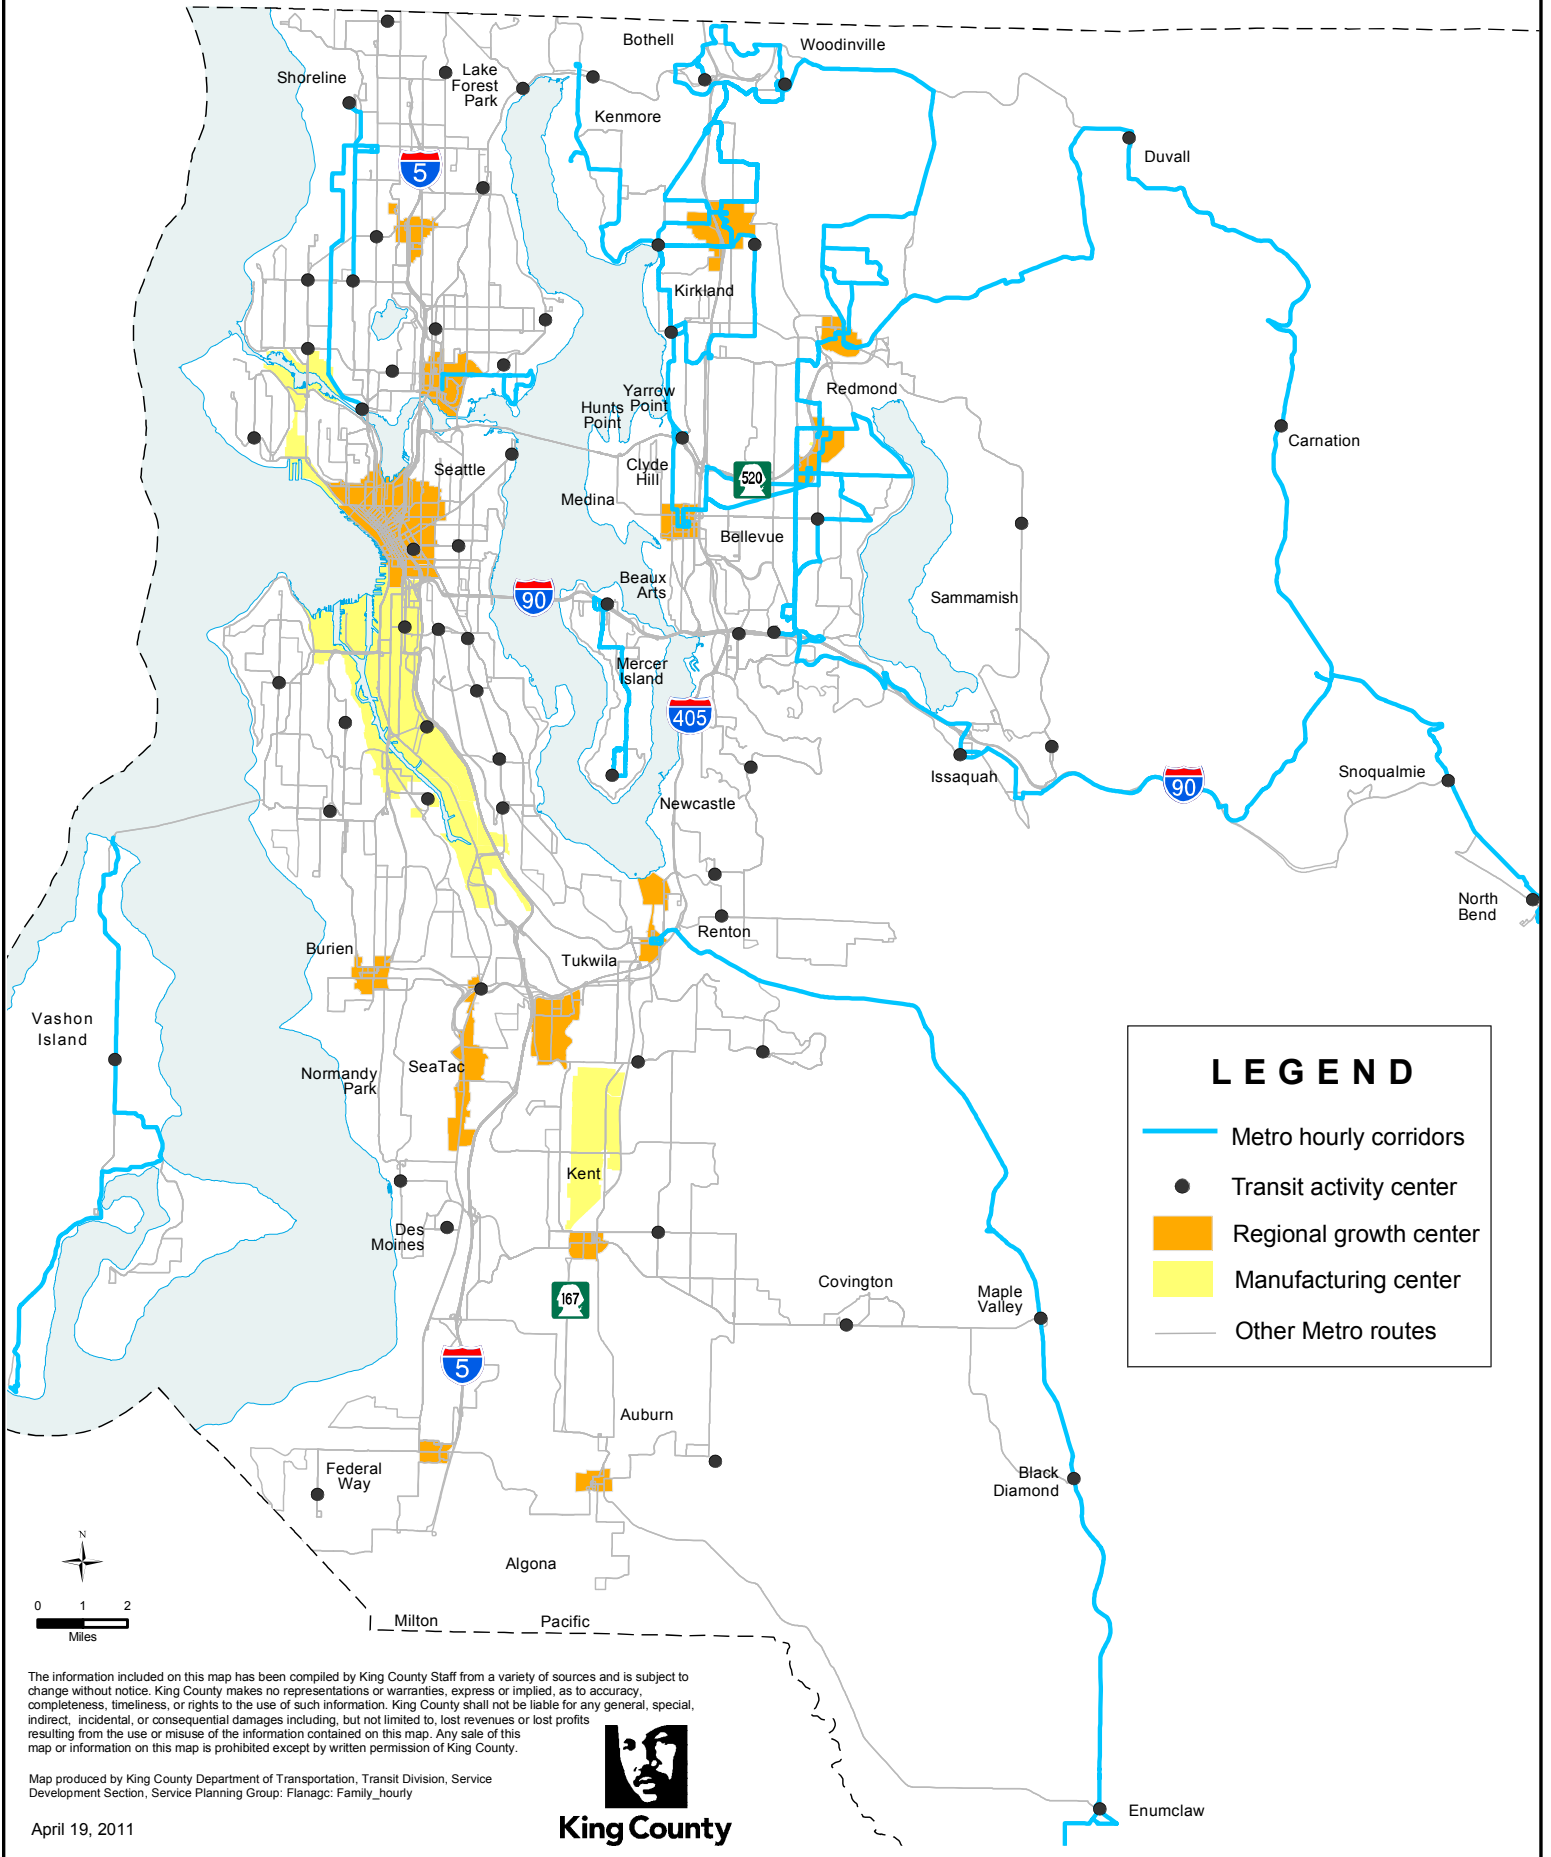 Bothell
Woodinville
Shoreline
Lake
Forest
Park
Kenmore
5
Duvall
Kirkland
Redmond
Yarrow
Point
Hunts
Point
Carnation
Seattle
Clyde
Hill
520
Medina
Bellevue
Beaux
Arts
90
Sammamish
Mercer
Island
405
Issaquah
90
Snoqualmie
Newcastle
North
Bend
Renton
Burien
Tukwila
Vashon
Island
Normandy
Park
SeaTac
Kent
Des
Moines
167
Covington
Maple
Valley
5
Auburn
Federal
Way
Black
Diamond
Algona
Milton
Pacific
Enumclaw
LEGEND
Metro hourly corridors
Transit activity center
Regional growth center
Manufacturing center
Other Metro routes
N
0 1 2
Miles
The information included on this map has been compiled by King County Staff from a variety of sources and is subject to
change without notice. King County makes no representations or warranties, express or implied, as to accuracy,
completeness, timeliness, or rights to the use of such information. King County shall not be liable for any general, special,
indirect, incidental, or consequential damages including, but not limited to, lost revenues or lost profits
resulting from the use or misuse of the information contained on this map. Any sale of this
map or information on this map is prohibited except by written permission of King County.
Map produced by King County Department of Transportation, Transit Division, Service
Development Section, Service Planning Group: Flanagc: Family_hourly
April 19, 2011
King County